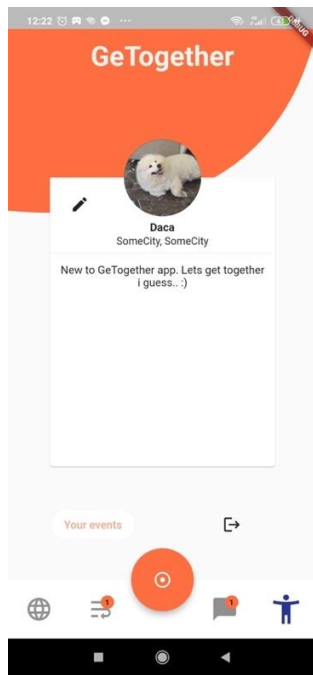 12:22
DEBUG
GeTogether
Daca
SomeCity, SomeCity
New to GeTogether app. Lets get together
i guess.. :)
Your events
1
1